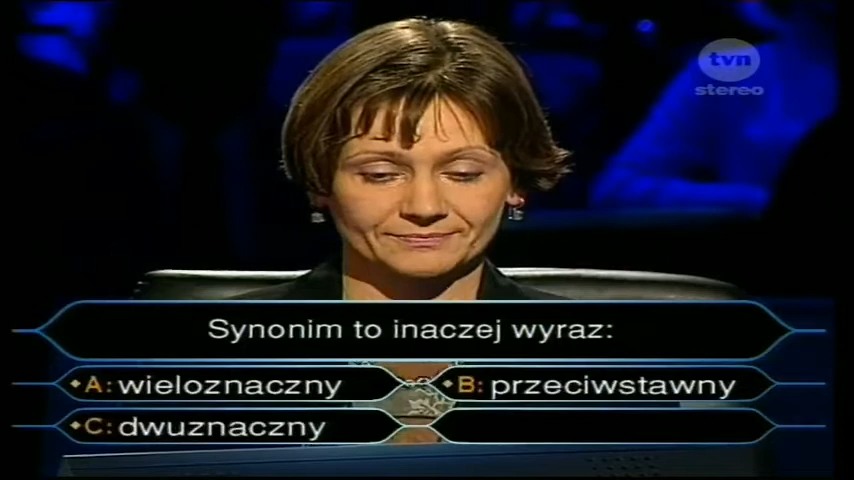 tvn
stereo
Synonim to inaczej wyraz:
A: wieloznaczny
B: przeciwstawny
C: dwuznaczny